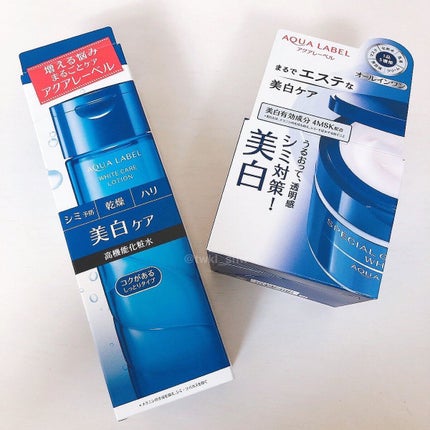 増える悩み
まるごとケア
アクアレーベル
AQUA LABEL
WHITE CARE
LOTION
シミ予防 乾燥 ハリ
美白ケア
高機能化粧水
コクがある
しっとりタイプ
AQUA LABEL
アクアレーベル
オールインワン
まるでエステな
美白ケア
美白有効成分 4MSK配合
うるおって、透明感
シミ対策！
美白
SPECIAL G
WH
AQUA